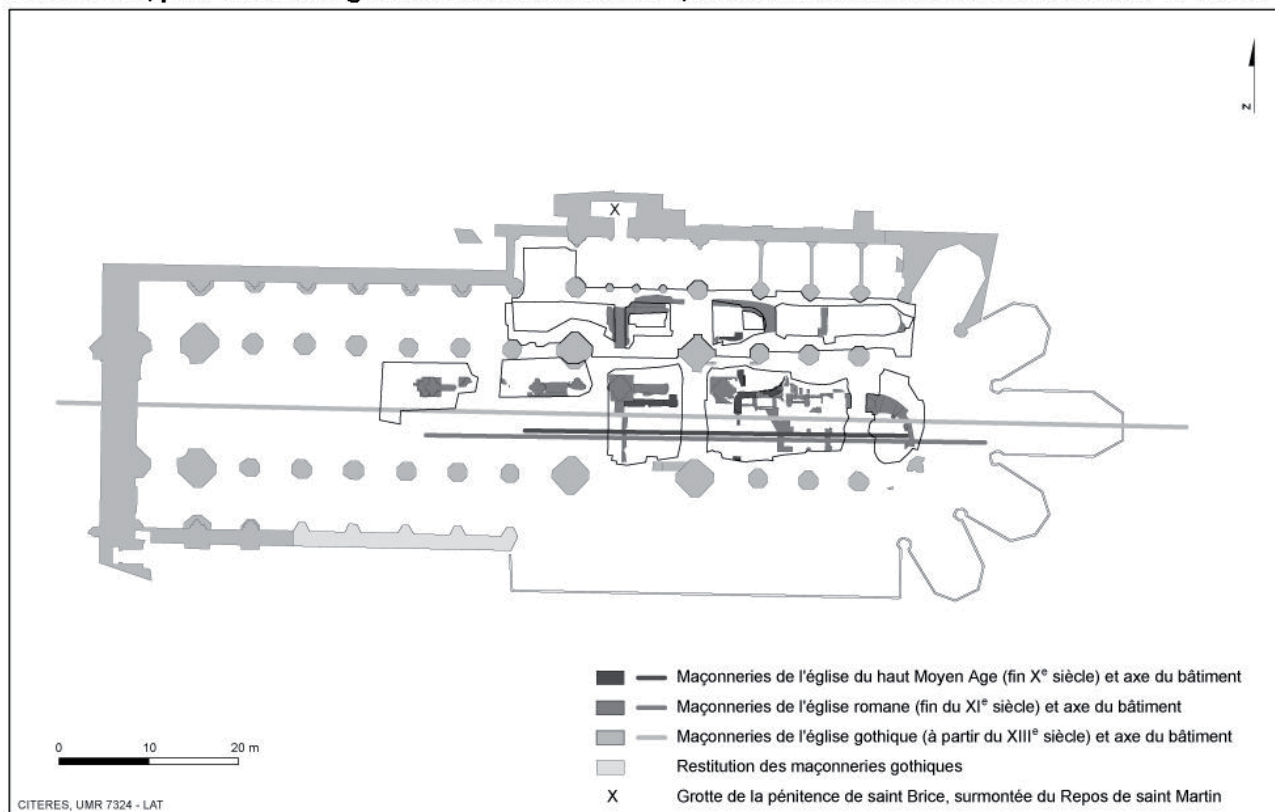 N
X
Maçonneries de l'église du haut Moyen Age (fin Xe siècle) et axe du bâtiment
Maçonneries de l'église romane (fin du XIe siècle) et axe du bâtiment
Maçonneries de l'église gothique (à partir du XIIIe siècle) et axe du bâtiment
Restitution des maçonneries gothiques
X Grotte de la pénitence de saint Brice, surmontée du Repos de saint Martin
0 10 20 m
CITERES, UMR 7324 - LAT